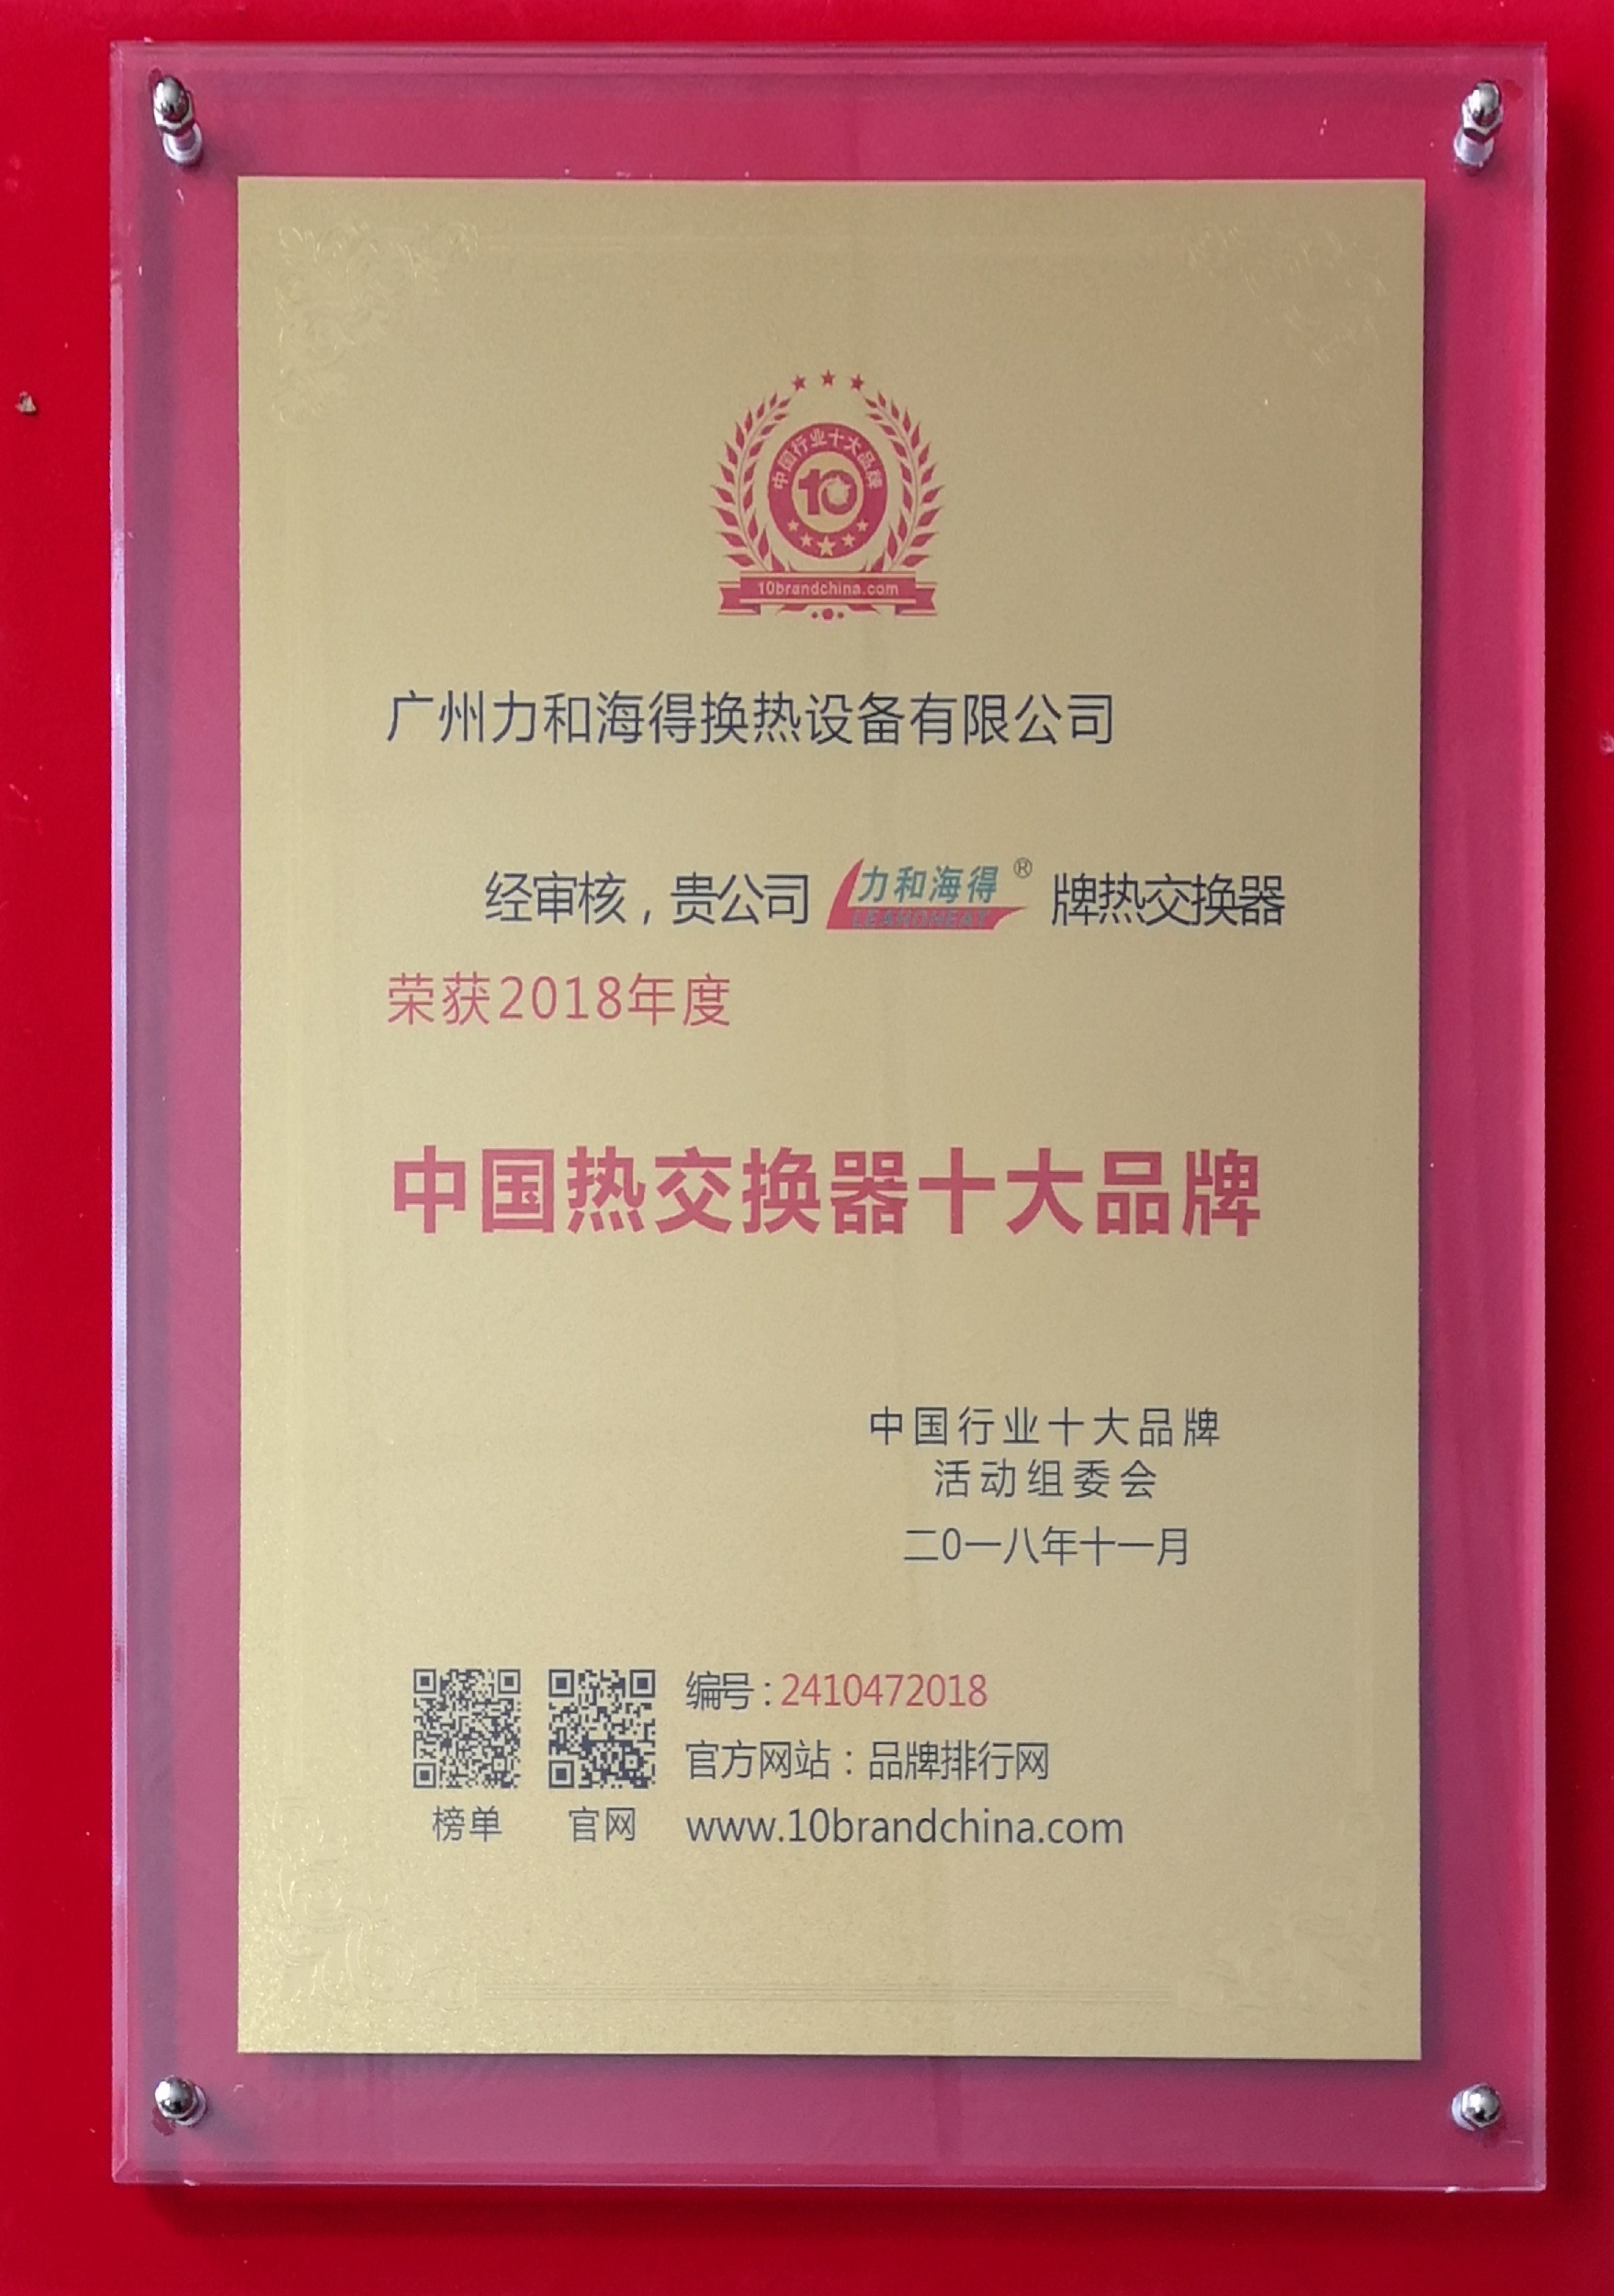 中国行业十大品牌
10
10brandchina.com
广州力和海得换热设备有限公司
经审核，贵公司 力和海得® 牌热交换器
LEAHOHEAT
荣获2018年度
中国热交换器十大品牌
中国行业十大品牌
活动组委会
二0一八年十一月
编号：2410472018
官方网站：品牌排行网
榜单 官网 www.10brandchina.com